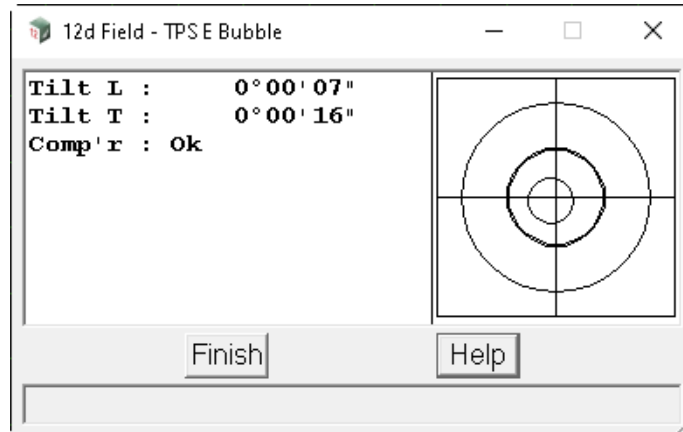 12d Field - TPS E Bubble
Tilt L : 0°00'07"
Tilt T : 0°00'16"
Comp'r : Ok
Finish
Help